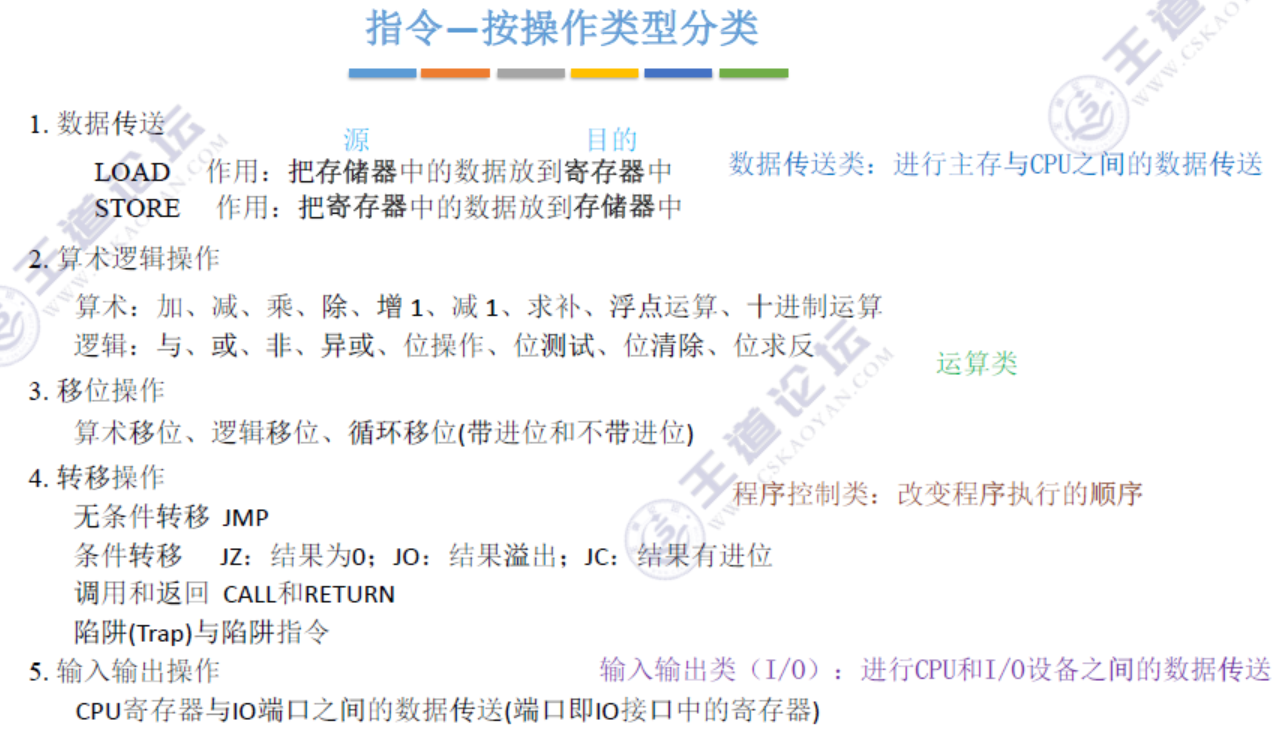 指令—按操作类型分类
1. 数据传送
源 目的
LOAD 作用：把存储器中的数据放到寄存器中
数据传送类：进行主存与CPU之间的数据传送
STORE 作用：把寄存器中的数据放到存储器中
2. 算术逻辑操作
算术：加、减、乘、除、增 1、减 1、求补、浮点运算、十进制运算
逻辑：与、或、非、异或、位操作、位测试、位清除、位求反
运算类
3. 移位操作
算术移位、逻辑移位、循环移位(带进位和不带进位)
4. 转移操作
程序控制类：改变程序执行的顺序
无条件转移 JMP
条件转移 JZ：结果为0；JO：结果溢出；JC：结果有进位
调用和返回 CALL和RETURN
陷阱(Trap)与陷阱指令
5. 输入输出操作
输入输出类（I/O）：进行CPU和I/O设备之间的数据传送
CPU寄存器与IO端口之间的数据传送(端口即IO接口中的寄存器)
王道论坛
WWW.CSKAOYAN.COM
王道论坛
WWW.CSKAOYAN.COM
王道
WWW.CSKAO